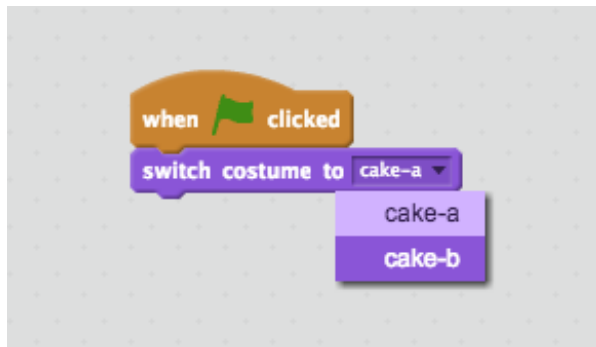 when clicked
switch costume to cake-a
cake-a
cake-b